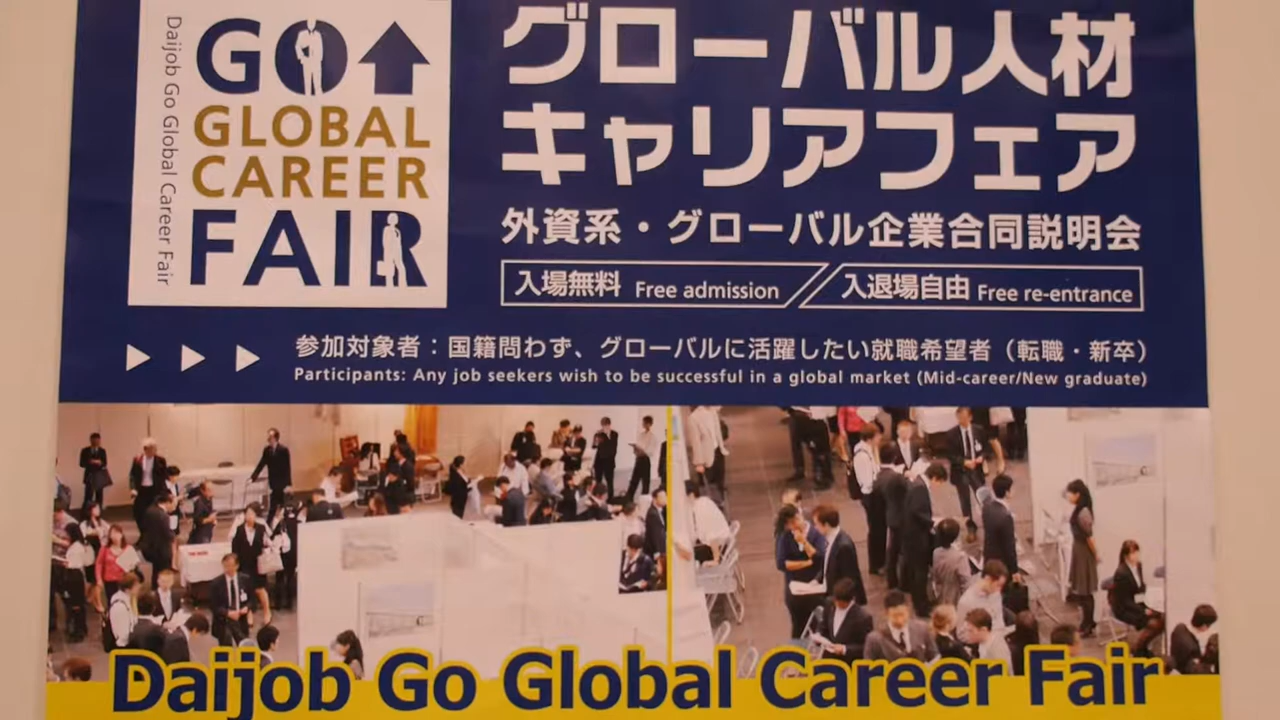 Daijob Go Global Career Fair
GO
GLOBAL
CAREER
FAIR
グローバル人材
キャリアフェア
外資系・グローバル企業合同説明会
入場無料 Free admission
入退場自由 Free re-entrance
参加対象者：国籍問わず、グローバルに活躍したい就職希望者（転職・新卒）
Participants: Any job seekers wish to be successful in a global market (Mid-career/New graduate)
Daijob Go Global Career Fair